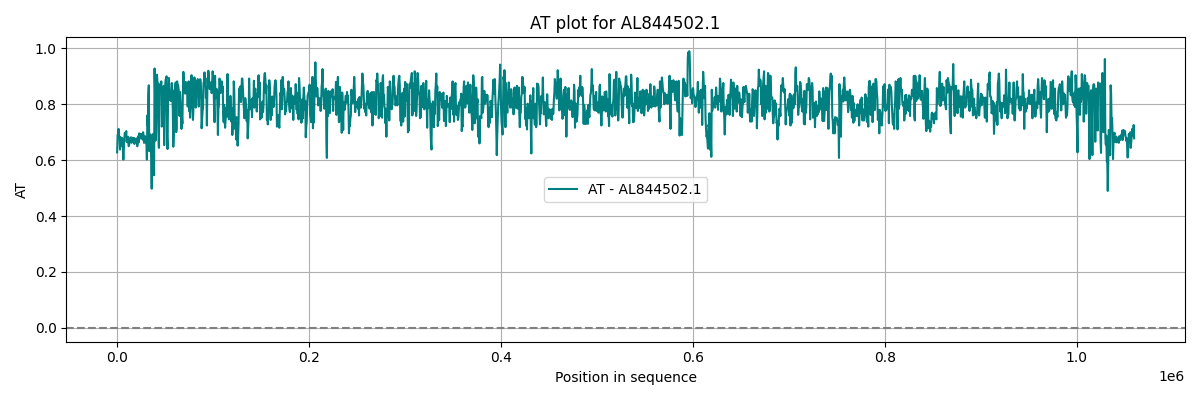 AT plot for AL844502.1
AT
1.0
0.8
0.6
0.4
0.2
0.0
AT - AL844502.1
0.0 0.2 0.4 0.6 0.8 1.0
1e6
Position in sequence